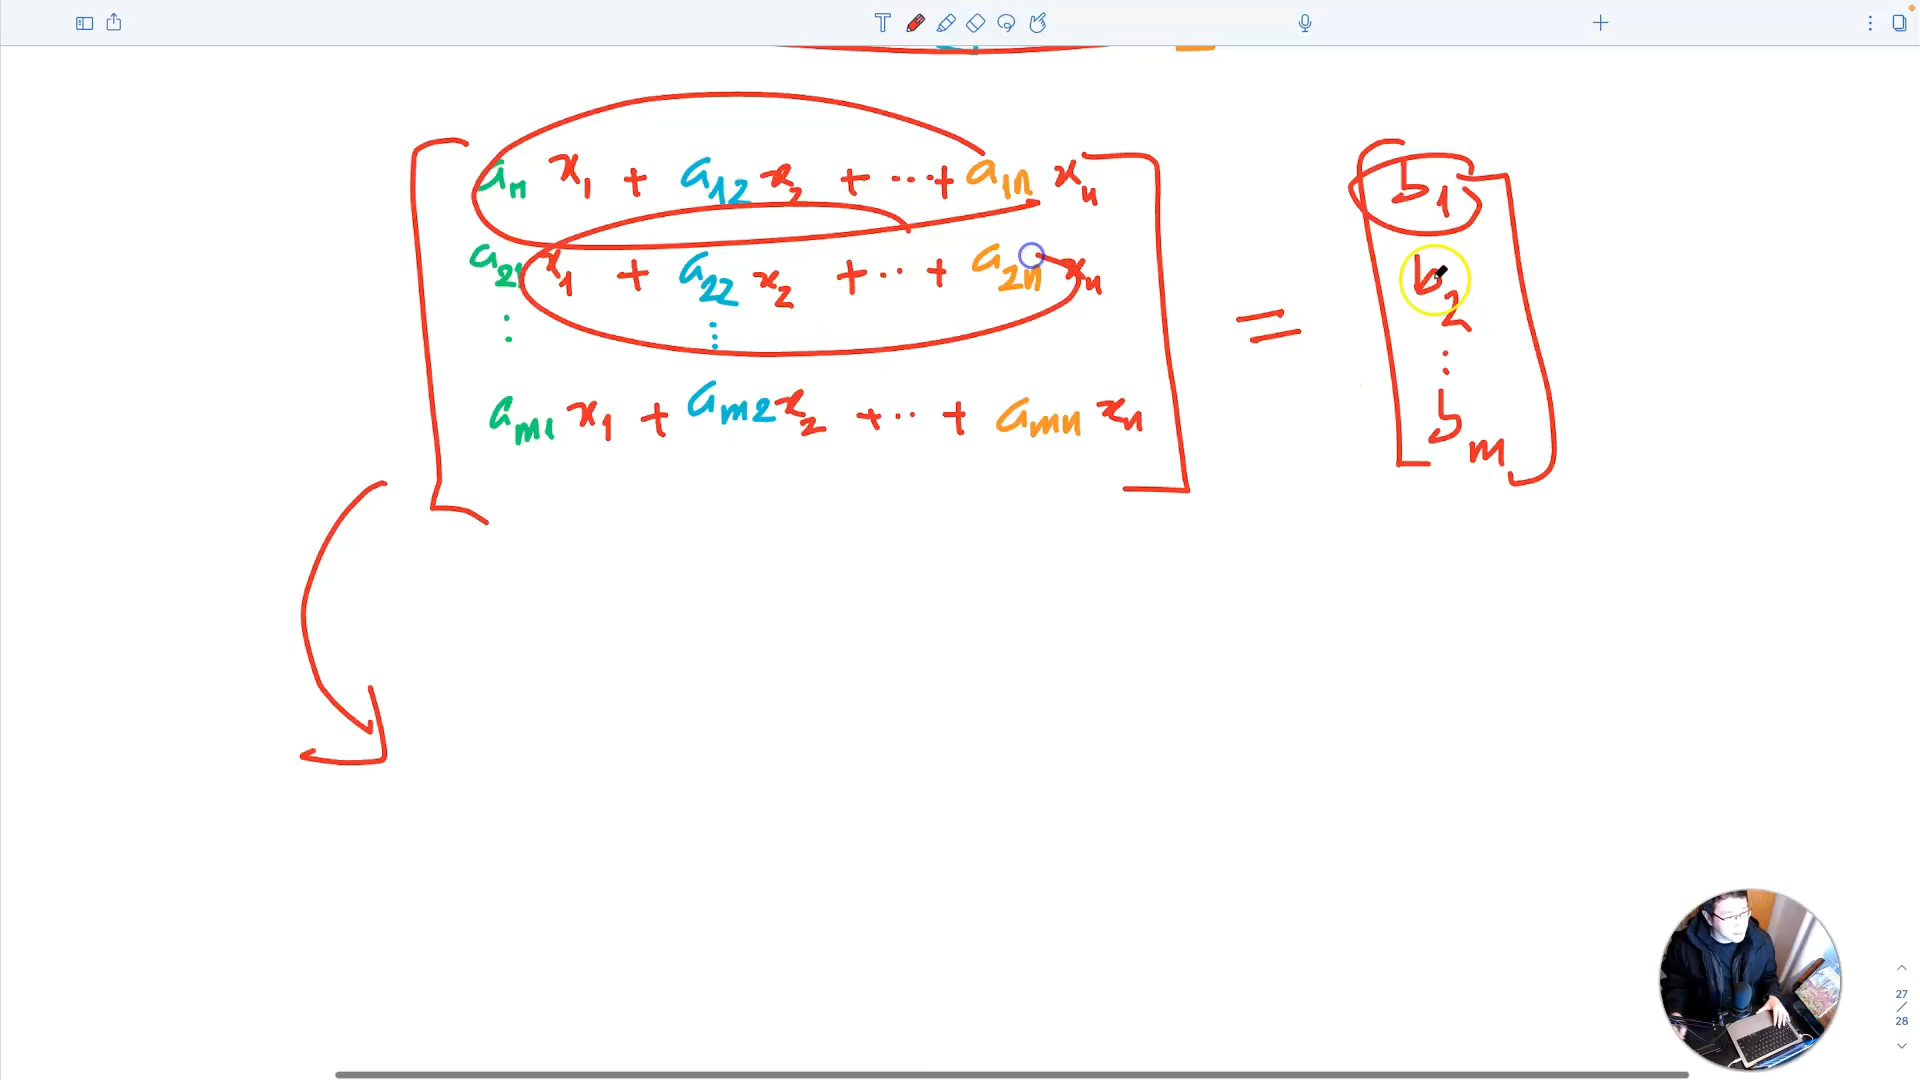 a11 x1 + a12 x2 + ... + a1n xn
a21 x1 + a22 x2 + ... + a2n xn
⋮ ⋮
am1 x1 + am2 x2 + ... + amn xn
=
b1
b2
⋮
bm
T
27
/
28